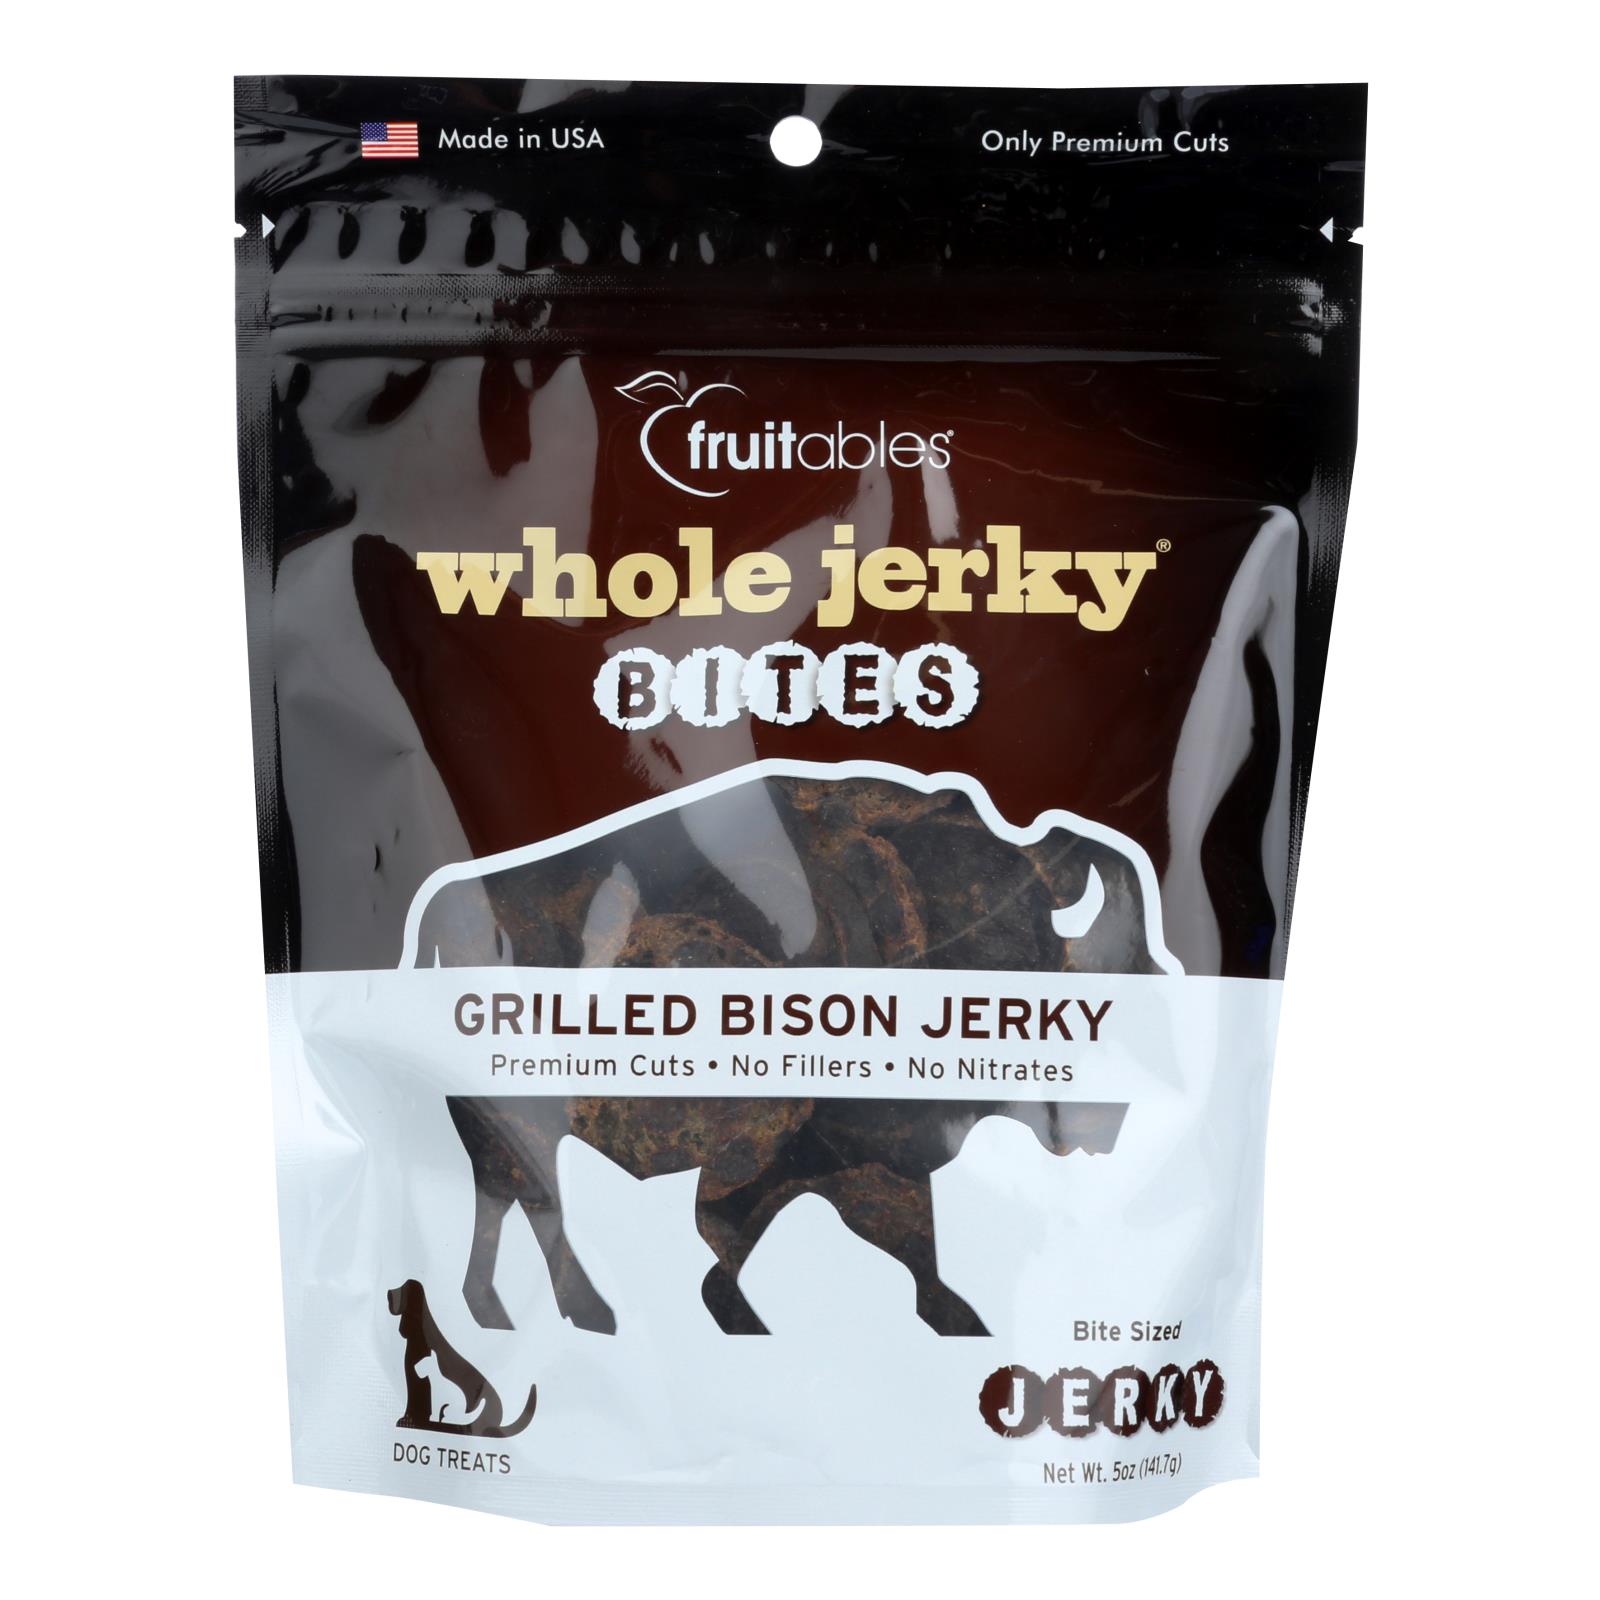 Made in USA
Only Premium Cuts
fruitables®
whole jerky®
BITES
GRILLED BISON JERKY
Premium Cuts • No Fillers • No Nitrates
Bite Sized
JERKY
DOG TREATS
Net Wt. 5oz (141.7g)